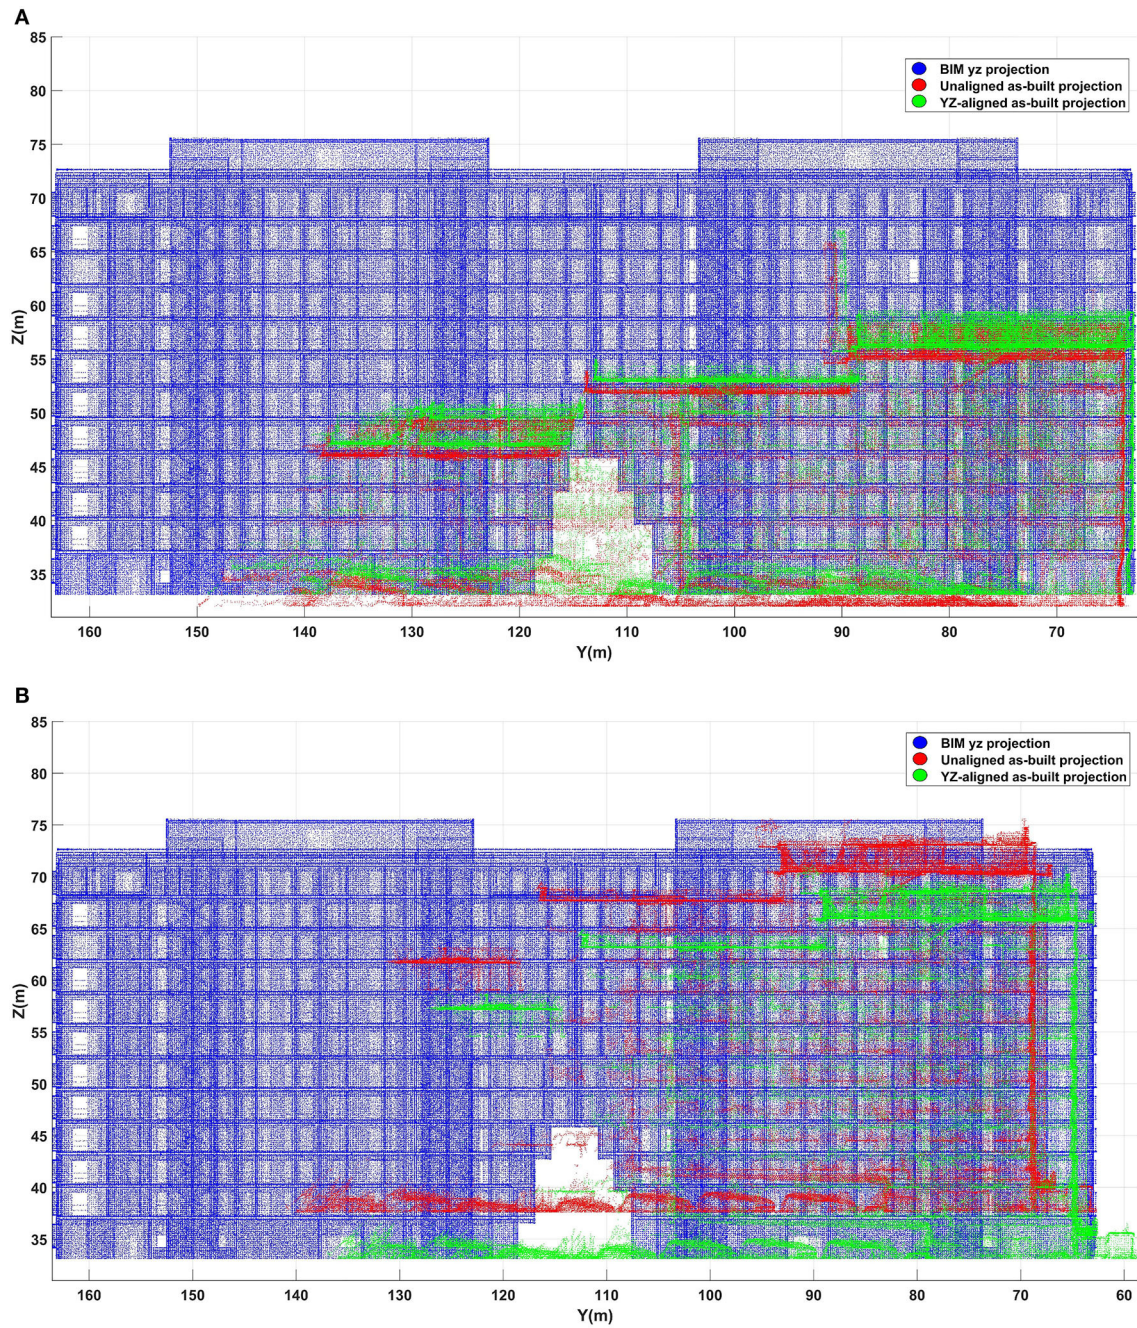 A
85
80
75
70
65
60
55
50
45
40
35
Z(m)
BIM yz projection
Unaligned as-built projection
YZ-aligned as-built projection
160 150 140 130 120 110 100 90 80 70
Y(m)
B
85
80
75
70
65
60
55
50
45
40
35
Z(m)
BIM yz projection
Unaligned as-built projection
YZ-aligned as-built projection
160 150 140 130 120 110 100 90 80 70 60
Y(m)